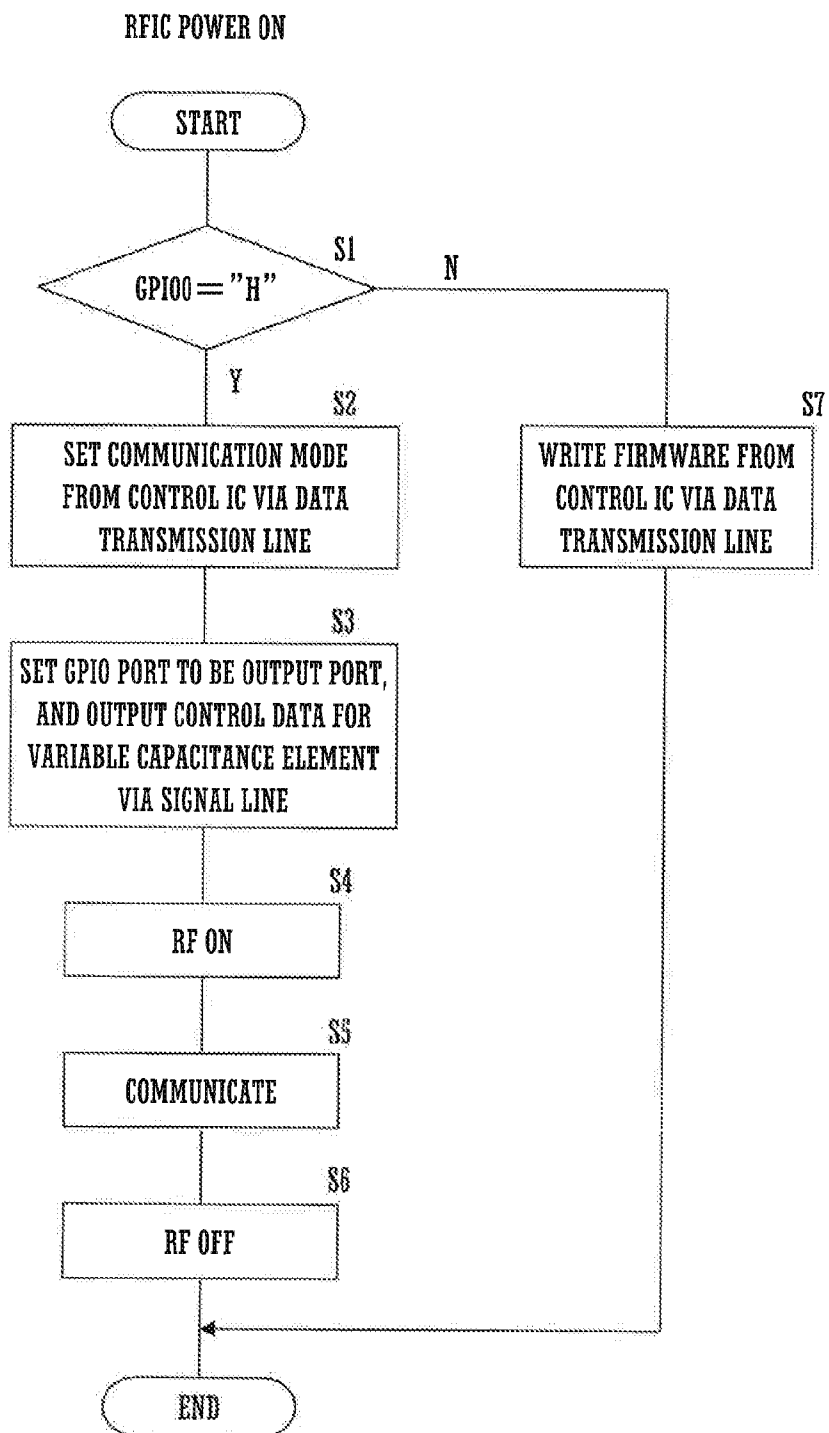 RFIC POWER ON
START
S1
GPIO0 = "H"
N
Y
S2
SET COMMUNICATION MODE
FROM CONTROL IC VIA DATA
TRANSMISSION LINE
S7
WRITE FIRMWARE FROM
CONTROL IC VIA DATA
TRANSMISSION LINE
S3
SET GPIO PORT TO BE OUTPUT PORT,
AND OUTPUT CONTROL DATA FOR
VARIABLE CAPACITANCE ELEMENT
VIA SIGNAL LINE
S4
RF ON
S5
COMMUNICATE
S6
RF OFF
END